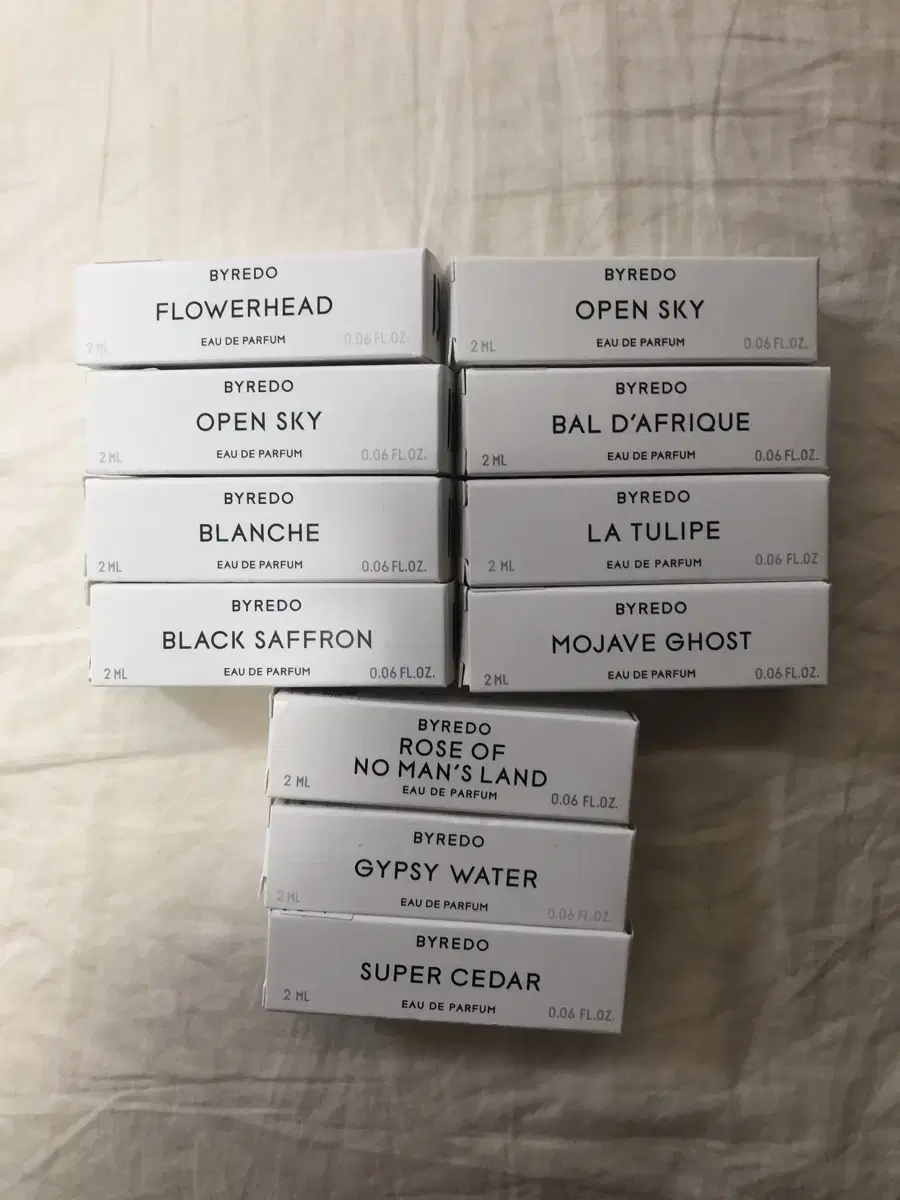 BYREDO
FLOWERHEAD
EAU DE PARFUM
2 ML
0.06 FL.OZ.
BYREDO
OPEN SKY
EAU DE PARFUM
2 ML
0.06 FL.OZ.
BYREDO
BLANCHE
EAU DE PARFUM
2 ML
0.06 FL.OZ.
BYREDO
BLACK SAFFRON
EAU DE PARFUM
2 ML
0.06 FL.OZ.
BYREDO
OPEN SKY
EAU DE PARFUM
2 ML
0.06 FL.OZ.
BYREDO
BAL D'AFRIQUE
EAU DE PARFUM
2 ML
0.06 FL.OZ.
BYREDO
LA TULIPE
EAU DE PARFUM
2 ML
0.06 FL.OZ
BYREDO
MOJAVE GHOST
EAU DE PARFUM
2 ML
0.06 FL.OZ.
BYREDO
ROSE OF
NO MAN'S LAND
EAU DE PARFUM
2 ML
0.06 FL.OZ.
BYREDO
GYPSY WATER
EAU DE PARFUM
2 ML
0.06 FL.OZ.
BYREDO
SUPER CEDAR
EAU DE PARFUM
2 ML
0.06 FL.OZ.